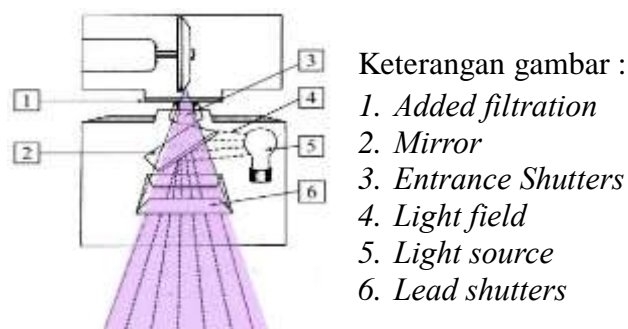 3
Keterangan gambar :
1
4
1. Added filtration
2
5
2. Mirror
3. Entrance Shutters
6
4. Light field
5. Light source
6. Lead shutters